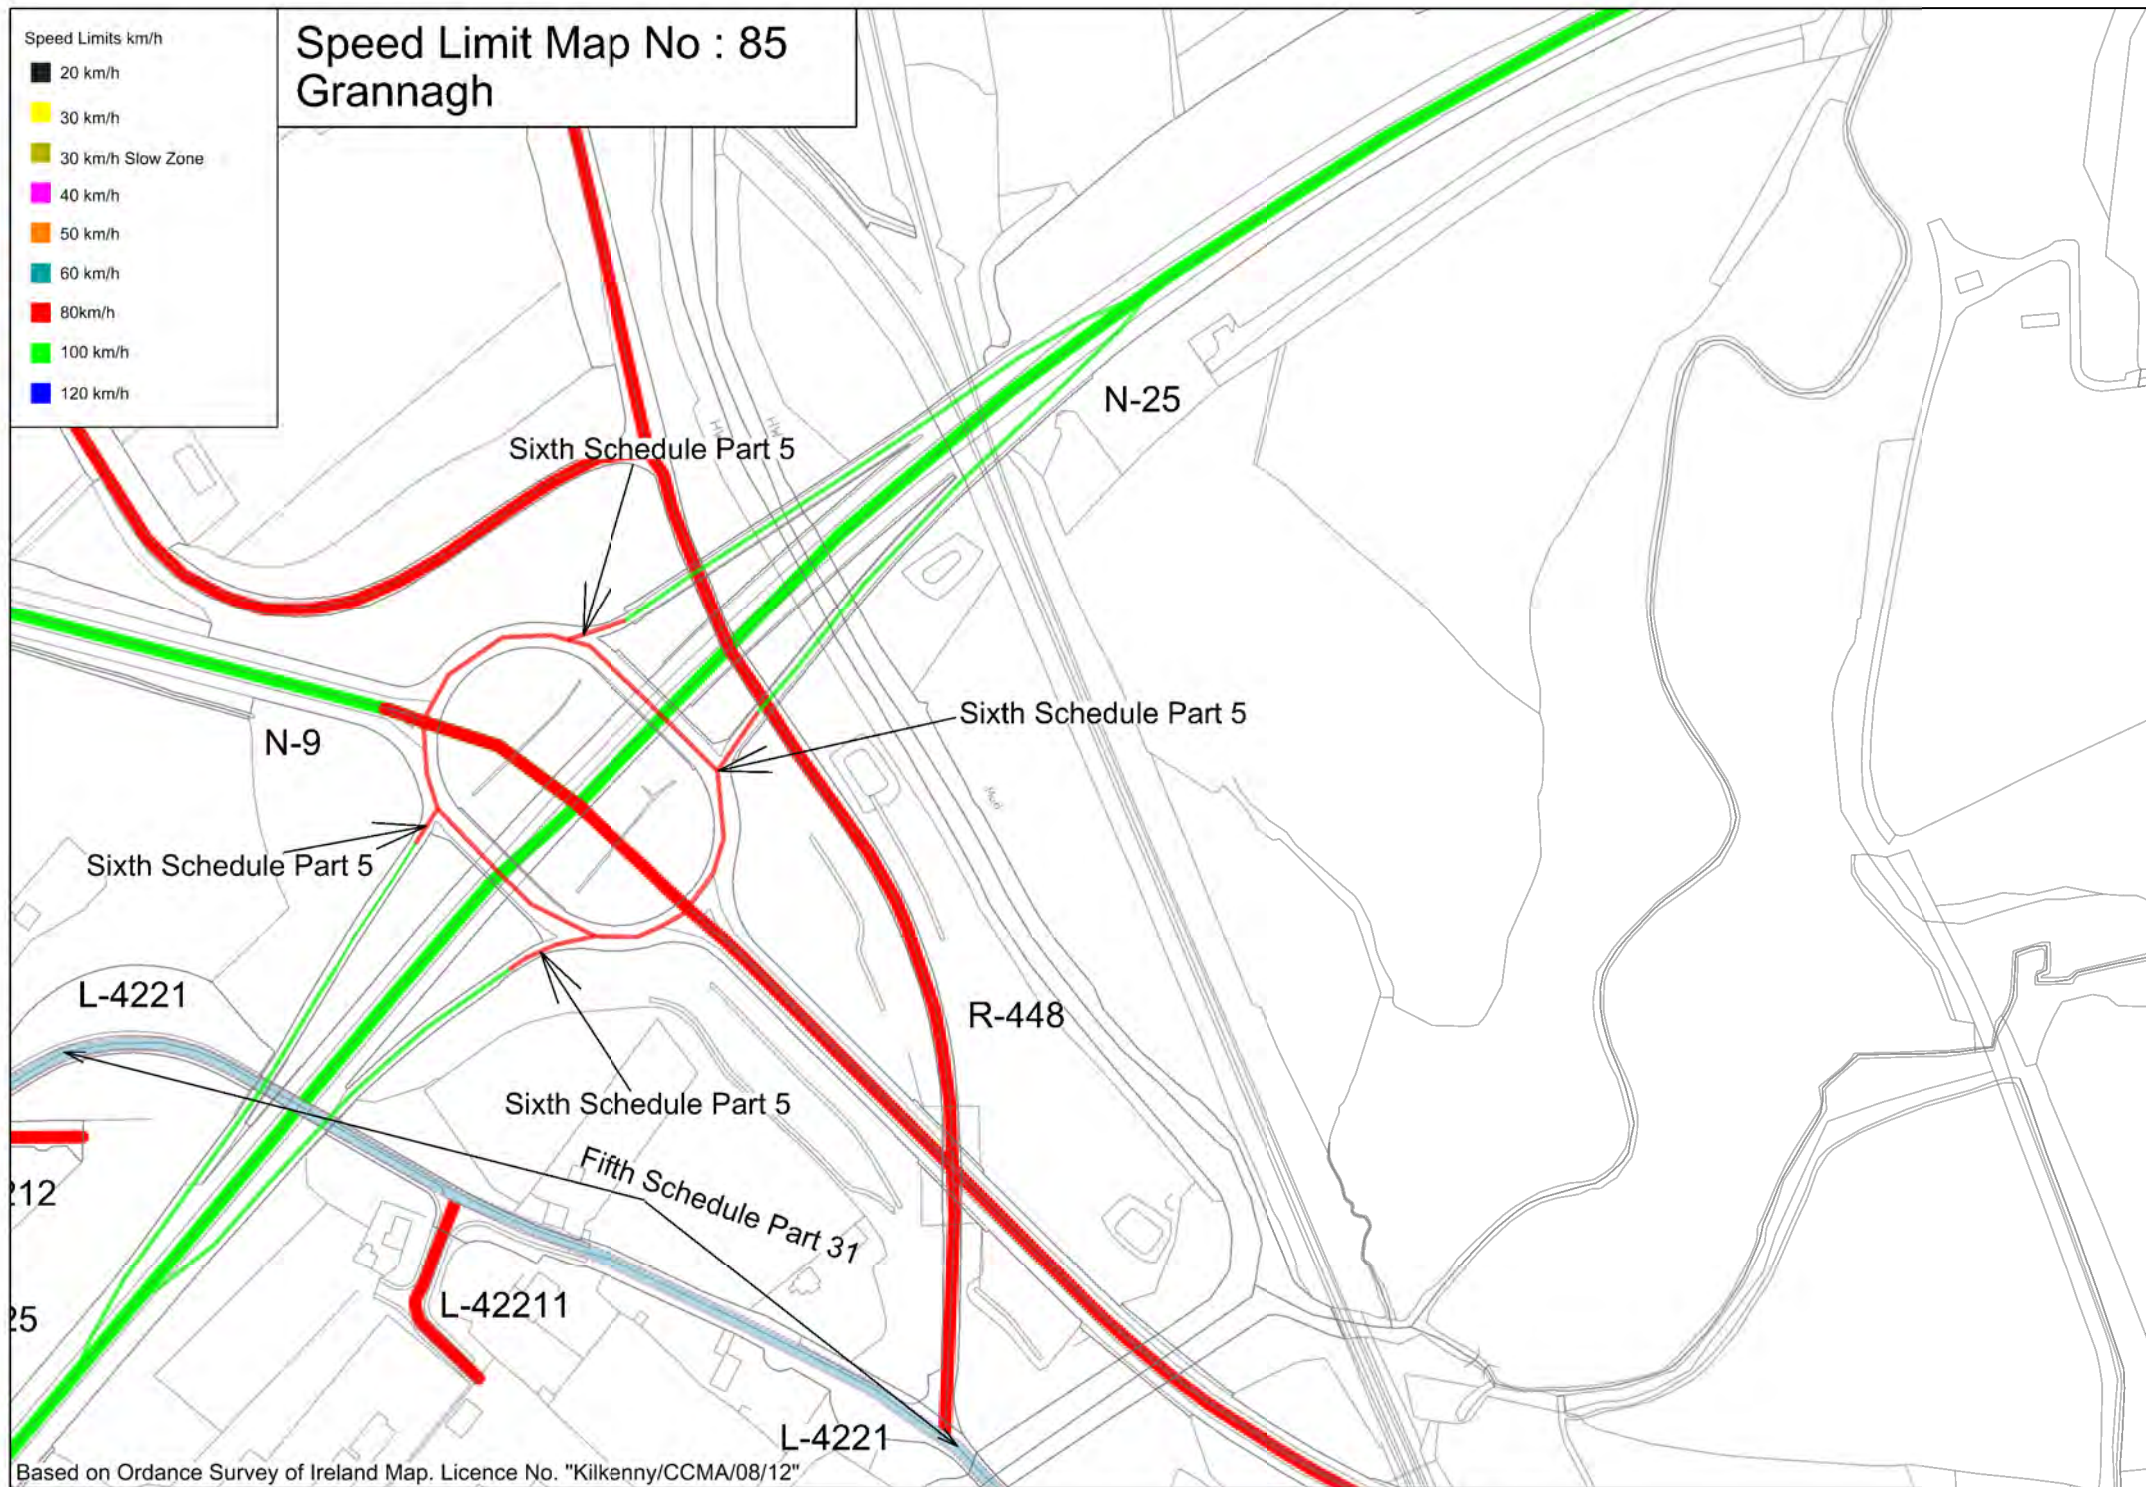 Speed Limits km/h
20 km/h
30 km/h
30 km/h Slow Zone
40 km/h
50 km/h
60 km/h
80km/h
100 km/h
120 km/h
Speed Limit Map No : 85
Grannagh
N-25
Sixth Schedule Part 5
Sixth Schedule Part 5
N-9
Sixth Schedule Part 5
L-4221
R-448
Sixth Schedule Part 5
Fifth Schedule Part 31
212
L-42211
25
L-4221
Based on Ordance Survey of Ireland Map. Licence No. "Kilkenny/CCMA/08/12"